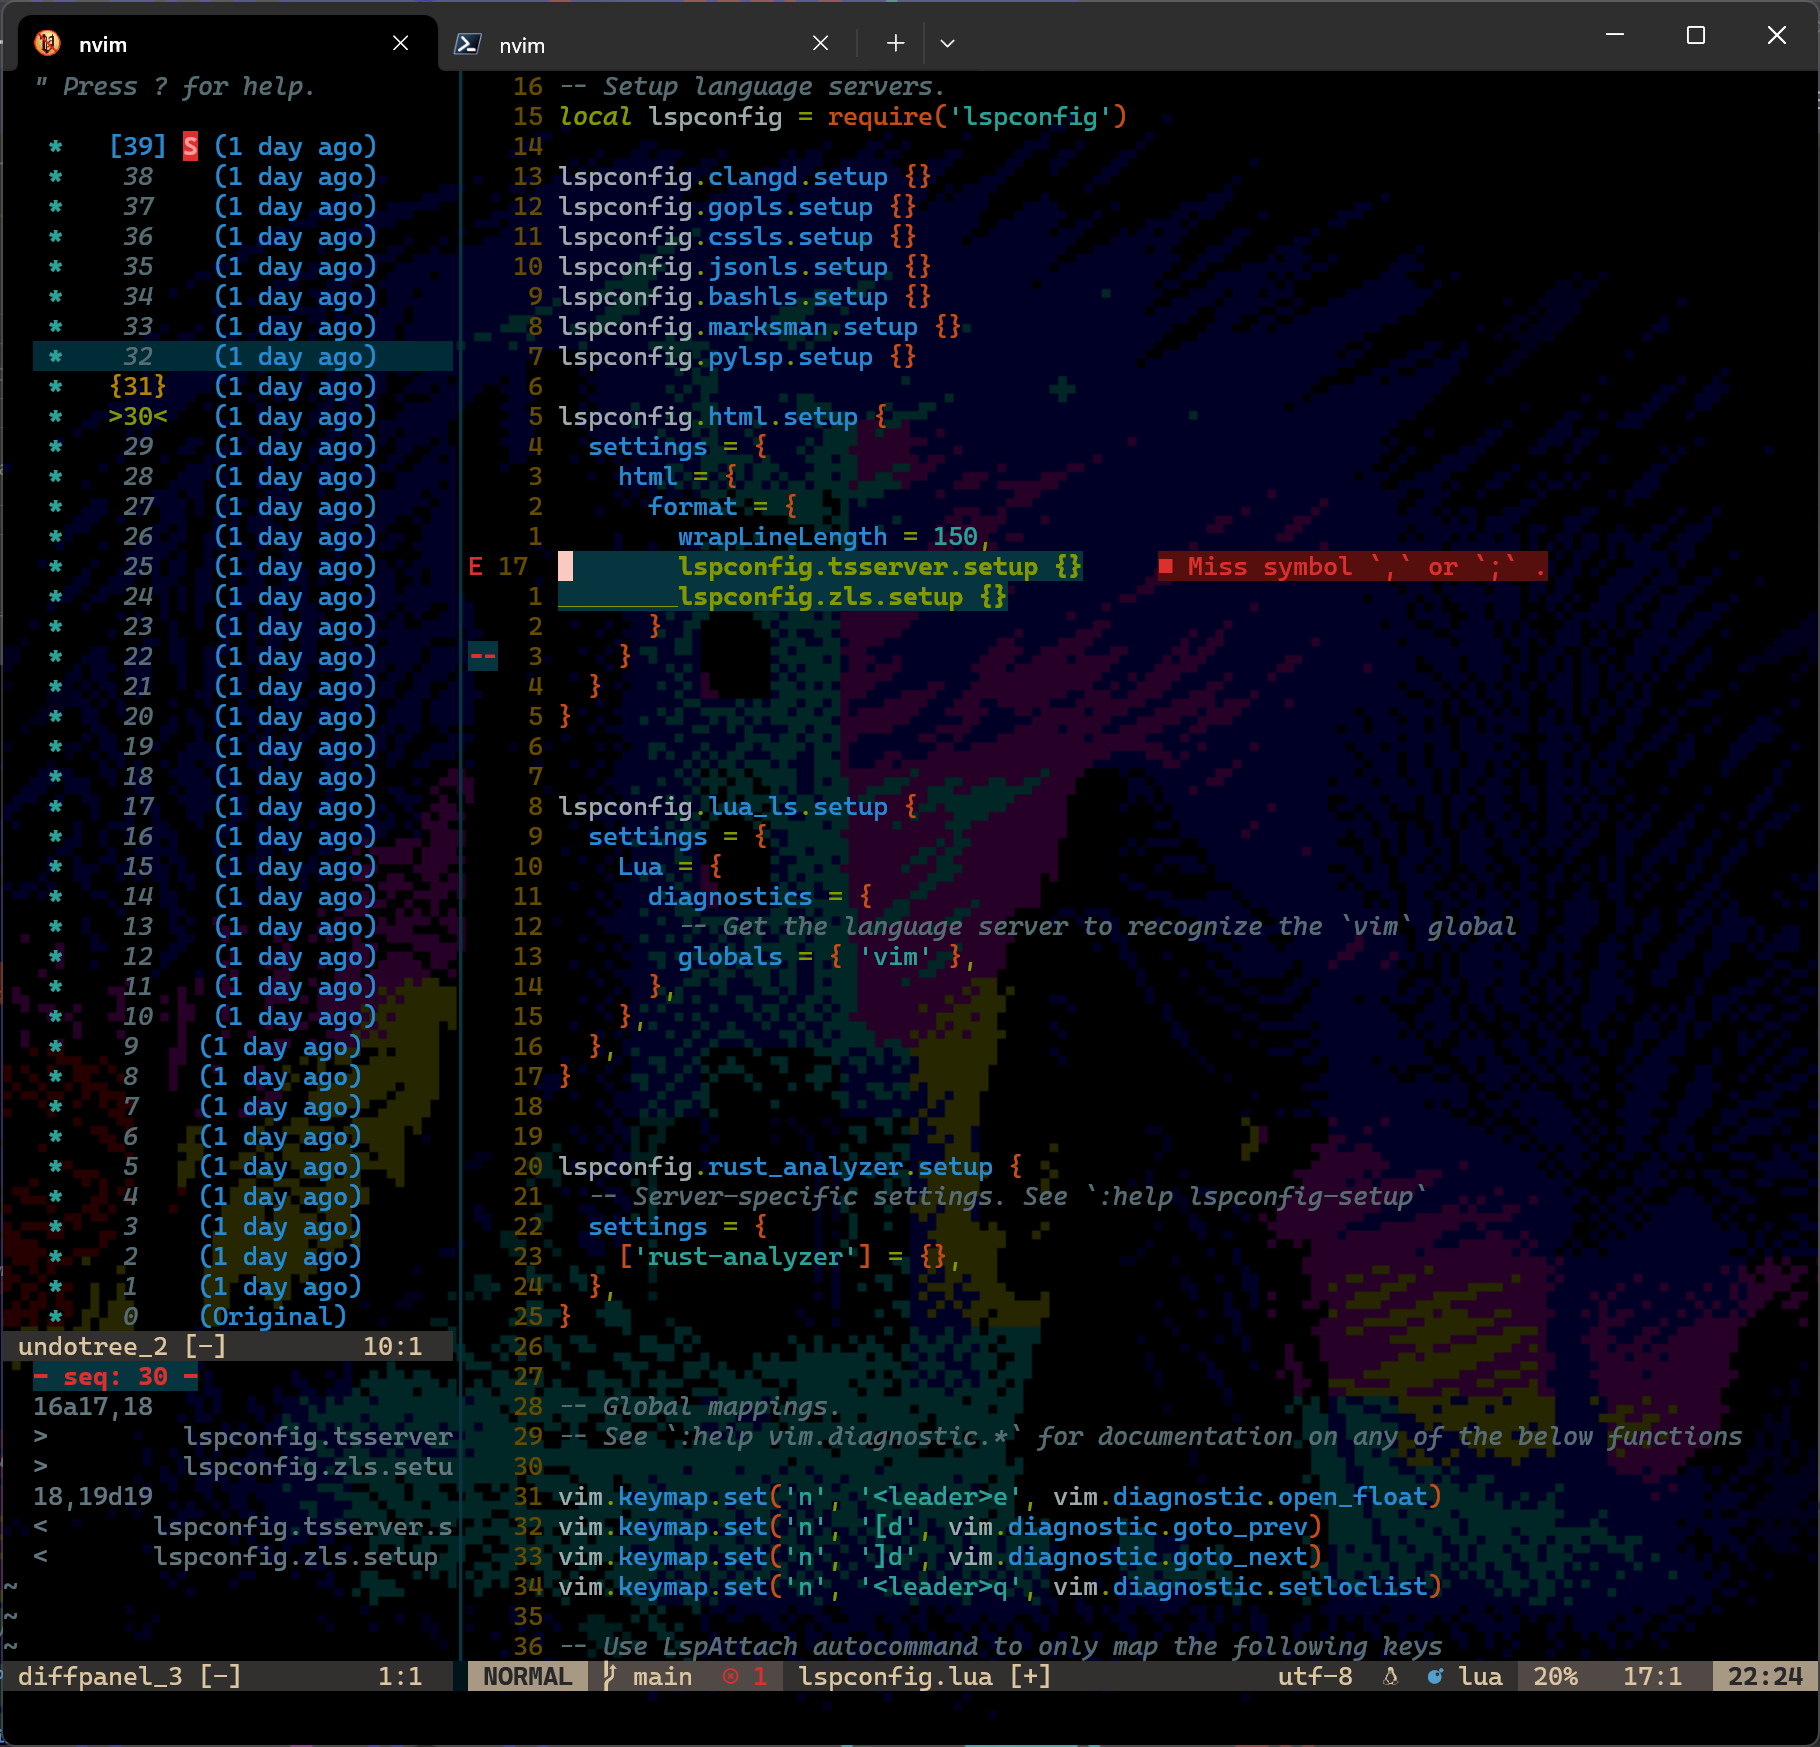 nvim
nvim
" Press ? for help.
* [39] S (1 day ago)
* 38 (1 day ago)
* 37 (1 day ago)
* 36 (1 day ago)
* 35 (1 day ago)
* 34 (1 day ago)
* 33 (1 day ago)
* 32 (1 day ago)
* {31} (1 day ago)
* >30< (1 day ago)
* 29 (1 day ago)
* 28 (1 day ago)
* 27 (1 day ago)
* 26 (1 day ago)
* 25 (1 day ago)
* 24 (1 day ago)
* 23 (1 day ago)
* 22 (1 day ago)
* 21 (1 day ago)
* 20 (1 day ago)
* 19 (1 day ago)
* 18 (1 day ago)
* 17 (1 day ago)
* 16 (1 day ago)
* 15 (1 day ago)
* 14 (1 day ago)
* 13 (1 day ago)
* 12 (1 day ago)
* 11 (1 day ago)
* 10 (1 day ago)
* 9 (1 day ago)
* 8 (1 day ago)
* 7 (1 day ago)
* 6 (1 day ago)
* 5 (1 day ago)
* 4 (1 day ago)
* 3 (1 day ago)
* 2 (1 day ago)
* 1 (1 day ago)
* 0 (Original)
undotree_2 [-] 10:1
- seq: 30 -
16a17,18
> lspconfig.tsserver
> lspconfig.zls.setu
18,19d19
< lspconfig.tsserver.s
< lspconfig.zls.setup
~
~
~
diffpanel_3 [-] 1:1
16 -- Setup language servers.
15 local lspconfig = require('lspconfig')
14
13 lspconfig.clangd.setup {}
12 lspconfig.gopls.setup {}
11 lspconfig.cssls.setup {}
10 lspconfig.jsonls.setup {}
9 lspconfig.bashls.setup {}
8 lspconfig.marksman.setup {}
7 lspconfig.pylsp.setup {}
6
5 lspconfig.html.setup {
4 settings = {
3 html = {
2 format = {
1 wrapLineLength = 150,
E 17 lspconfig.tsserver.setup {} ■ Miss symbol `,` or `;` .
1 ________lspconfig.zls.setup {}
2 }
-- 3 }
4 }
5 }
6
7
8 lspconfig.lua_ls.setup {
9 settings = {
10 Lua = {
11 diagnostics = {
12 -- Get the language server to recognize the `vim` global
13 globals = { 'vim' },
14 },
15 },
16 },
17 }
18
19
20 lspconfig.rust_analyzer.setup {
21 -- Server-specific settings. See `:help lspconfig-setup`
22 settings = {
23 ['rust-analyzer'] = {},
24 },
25 }
26
27
28 -- Global mappings.
29 -- See `:help vim.diagnostic.*` for documentation on any of the below functions
30
31 vim.keymap.set('n', '<leader>e', vim.diagnostic.open_float)
32 vim.keymap.set('n', '[d', vim.diagnostic.goto_prev)
33 vim.keymap.set('n', ']d', vim.diagnostic.goto_next)
34 vim.keymap.set('n', '<leader>q', vim.diagnostic.setloclist)
35
36 -- Use LspAttach autocommand to only map the following keys
NORMAL main 1 lspconfig.lua [+] utf-8 lua 20% 17:1 22:24